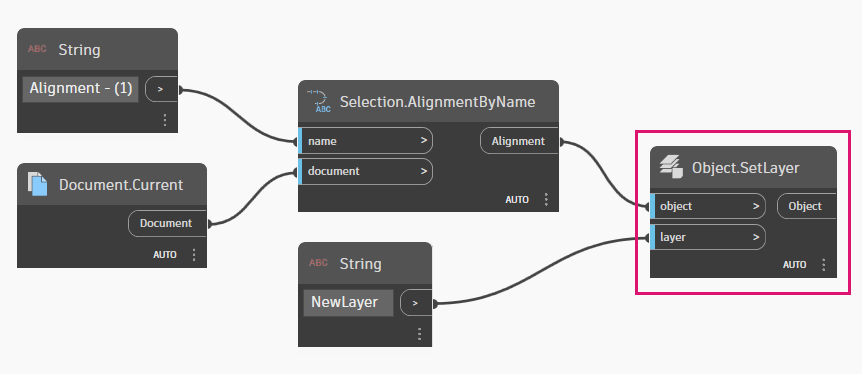 ABC String
Alignment - (1) >
Document.Current
Document
AUTO
ABC Selection.AlignmentByName
name > Alignment
document >
AUTO
ABC String
NewLayer >
Object.SetLayer
object > Object
layer >
AUTO